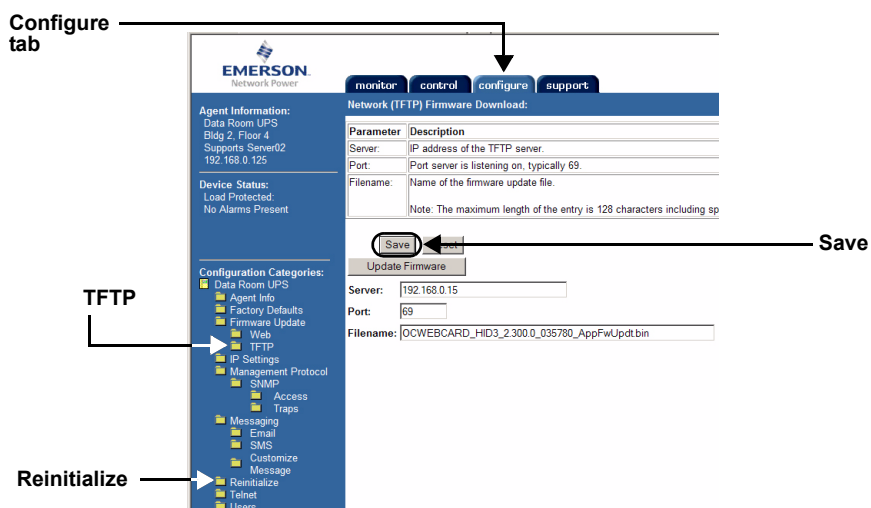 Configure
tab
EMERSON.
Network Power
monitor
control
configure
support
Agent Information:
Data Room UPS
Bldg 2, Floor 4
Supports Server02
192.168.0.125
Device Status:
Load Protected:
No Alarms Present
Network (TFTP) Firmware Download:
Parameter Description
Server: IP address of the TFTP server.
Port: Port server is listening on, typically 69.
Filename: Name of the firmware update file.
Note: The maximum length of the entry is 128 characters including sp
Save
Save
Update Firmware
Server: 192.168.0.15
Port: 69
Filename: OCWEBCARD_HID3_2.300.0_035780_AppFwUpdt.bin
TFTP
Configuration Categories:
Data Room UPS
Agent Info
Factory Defaults
Firmware Update
Web
TFTP
IP Settings
Management Protocol
SNMP
Access
Traps
Messaging
Email
SMS
Customize
Message
Reinitialize
Reinitialize
Telnet
Users